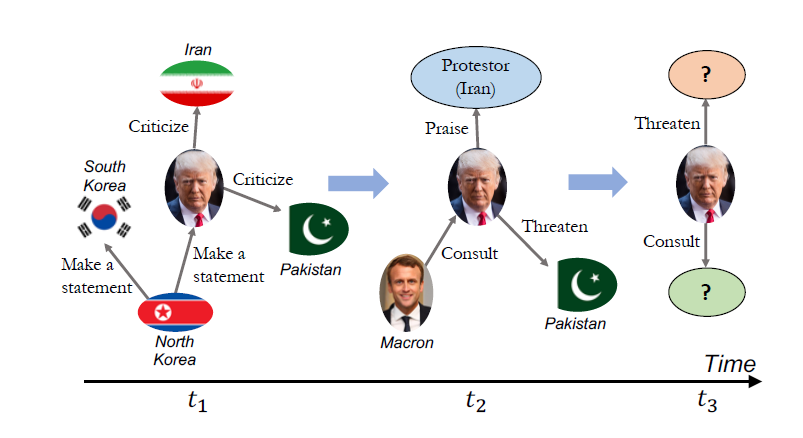 Iran
Criticize
South
Korea
Criticize
Make a
statement
Make a
statement
Pakistan
North
Korea
Protestor
(Iran)
Praise
Threaten
Consult
Macron
Pakistan
?
Threaten
Consult
?
Time
t1
t2
t3